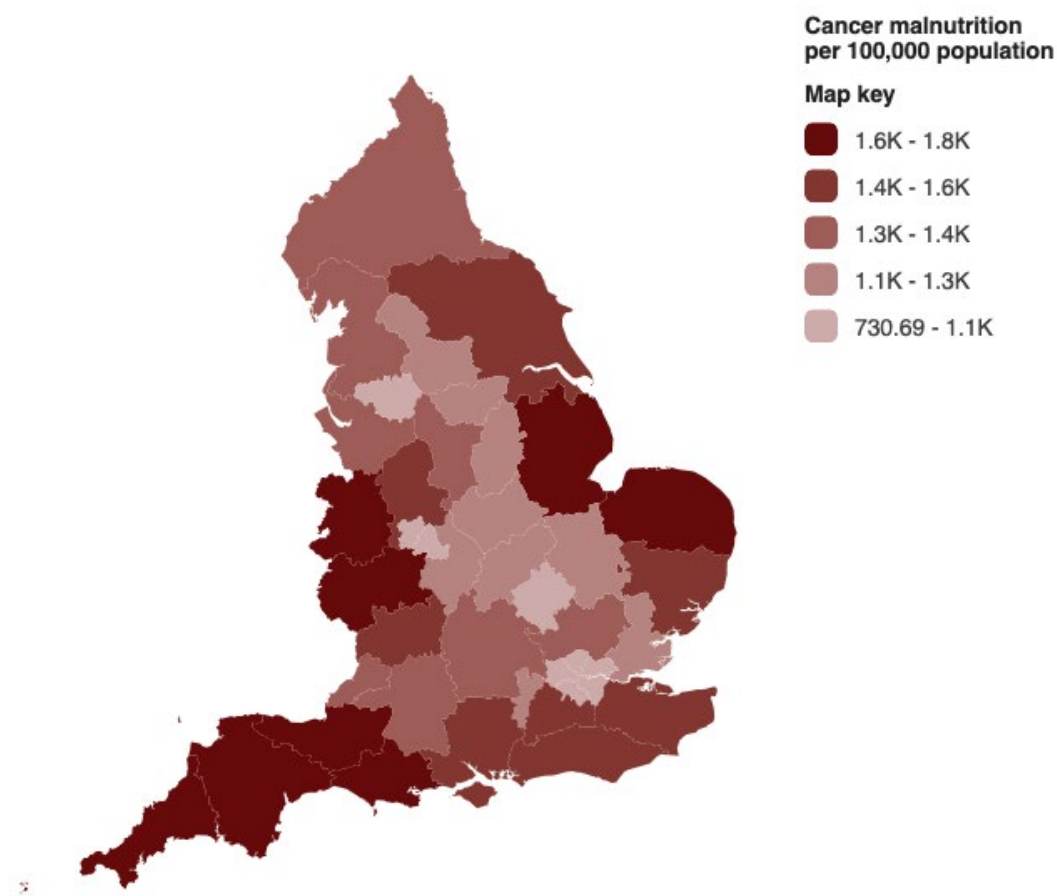 Cancer malnutrition
per 100,000 population
Map key
1.6K - 1.8K
1.4K - 1.6K
1.3K - 1.4K
1.1K - 1.3K
730.69 - 1.1K